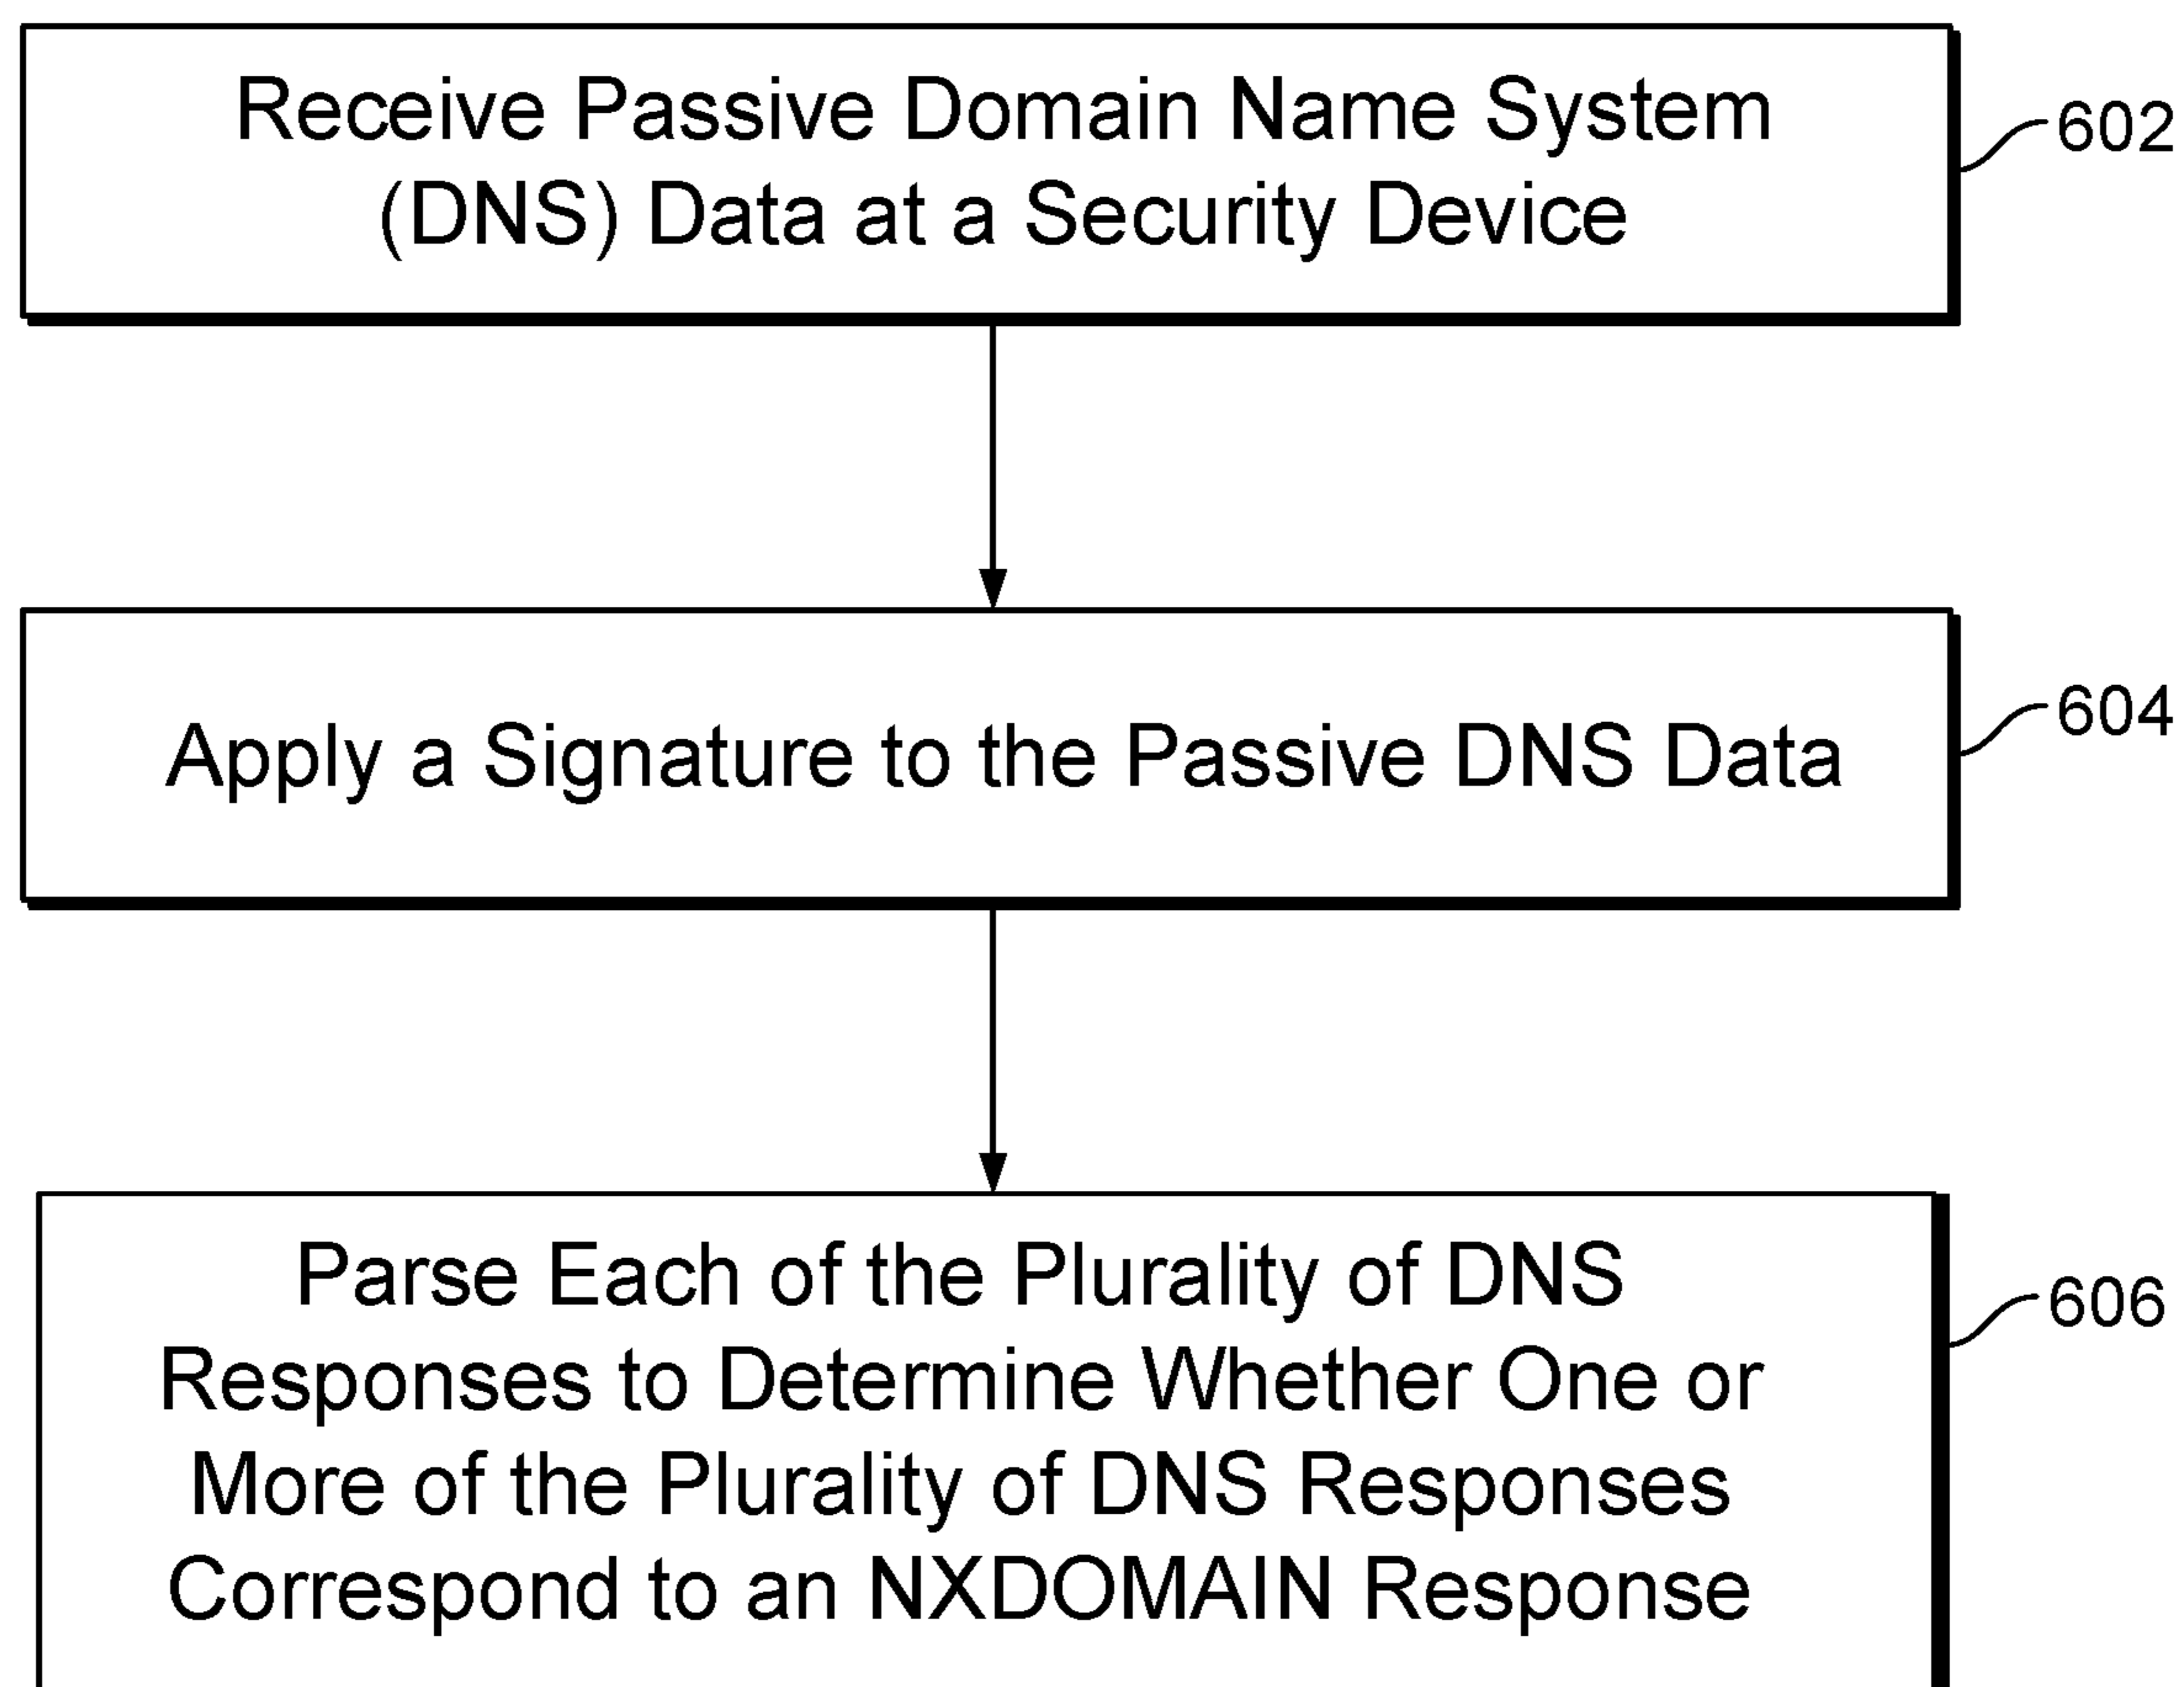 Receive Passive Domain Name System
(DNS) Data at a Security Device
602
Apply a Signature to the Passive DNS Data
604
Parse Each of the Plurality of DNS
Responses to Determine Whether One or
More of the Plurality of DNS Responses
Correspond to an NXDOMAIN Response
606